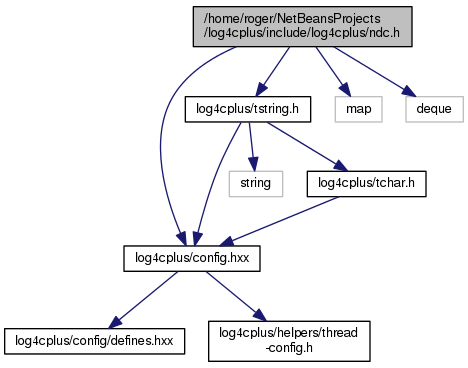 /home/roger/NetBeansProjects
/log4cplus/include/log4cplus/ndc.h
log4cplus/tstring.h
map
deque
string
log4cplus/tchar.h
log4cplus/config.hxx
log4cplus/config/defines.hxx
log4cplus/helpers/thread
-config.h